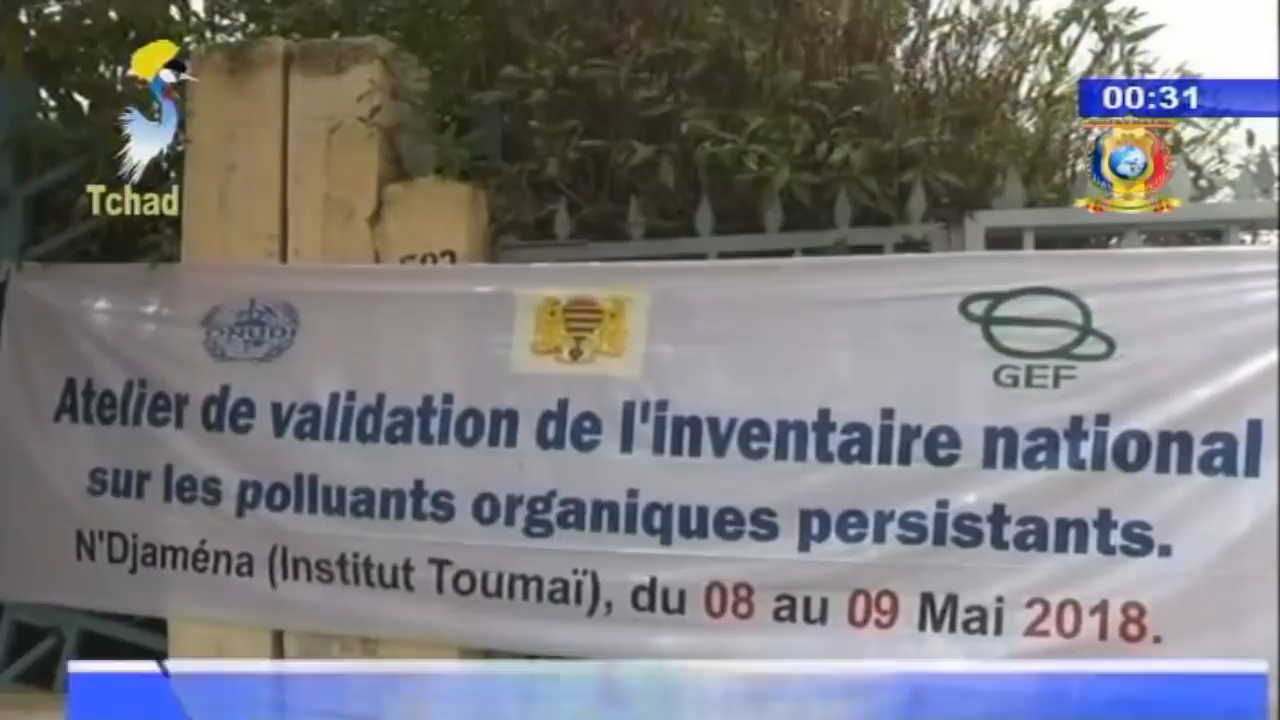 00:31
Tchad
ONUDI
GEF
Atelier de validation de l'inventaire national
sur les polluants organiques persistants.
N'Djaména (Institut Toumaï), du 08 au 09 Mai 2018.